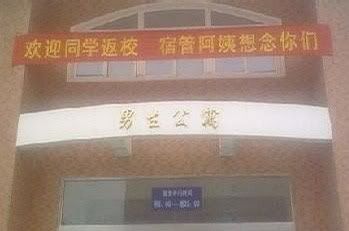 欢迎同学返校 宿管阿姨想念你们
男生公寓